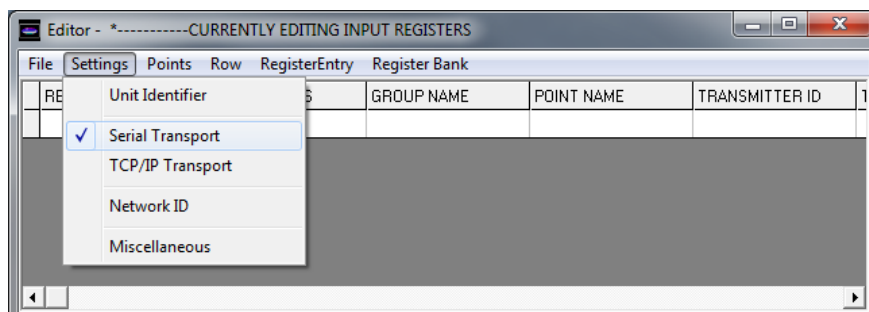 Editor - *-----------CURRENTLY EDITING INPUT REGISTERS
File Settings Points Row RegisterEntry Register Bank
GROUP NAME POINT NAME TRANSMITTER ID
Unit Identifier
Serial Transport
TCP/IP Transport
Network ID
Miscellaneous